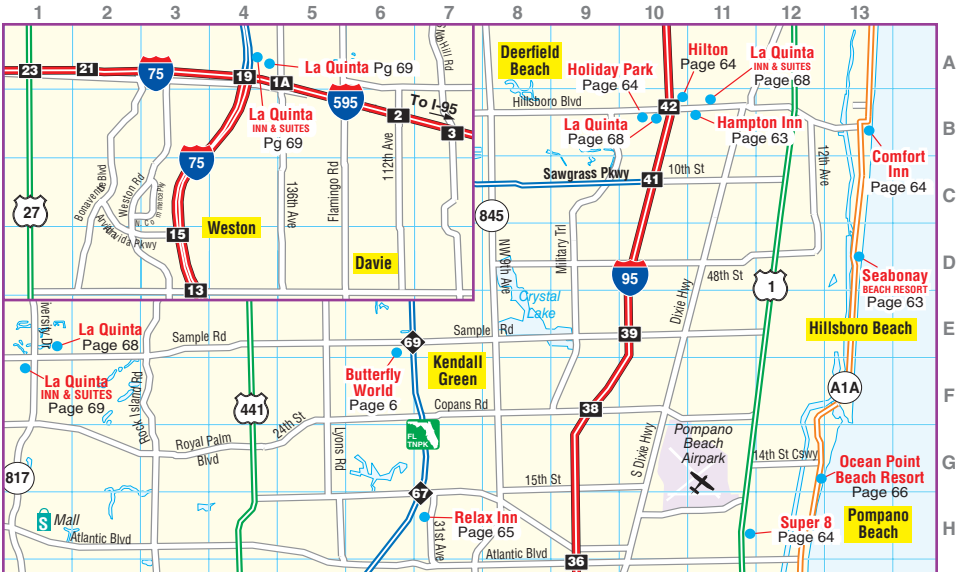 1 2 3 4 5 6 7 8 9 10 11 12 13
A
B
C
D
E
F
G
H
23
21
75
19
1A
La Quinta Pg 69
595
To I-95
2
3
La Quinta
INN & SUITES
Pg 69
75
112th Ave
136th Ave
Flamingo Rd
Hill Rd
Bonaventure Blvd
Weston Rd
Arvida Pkwy
27
15
13
Weston
Davie
Deerfield
Beach
Holiday Park
Page 64
Hilton
Page 64
La Quinta
INN & SUITES
Page 68
Hillsboro Blvd
42
La Quinta
Page 68
Hampton Inn
Page 63
Comfort
Inn
Page 64
12th Ave
Sawgrass Pkwy
41
10th St
845
NW 9th Ave
Military Trl
95
48th St
Dixie Hwy
1
Seabonay
BEACH RESORT
Page 63
Crystal
Lake
Hillsboro Beach
A1A
La Quinta
Page 68
La Quinta
INN & SUITES
Page 69
Sample Rd
69
Sample Rd
39
Butterfly
World
Page 6
Kendall
Green
Copans Rd
38
441
24th St
Royal Palm
Blvd
Rock Island Rd
Lyons Rd
FL
TNPK
S Dixie Hwy
Pompano
Beach
Airpark
14th St Cswy
Ocean Point
Beach Resort
Page 66
817
15th St
67
S Mall
Relax Inn
Page 65
31st Ave
Atlantic Blvd
Atlantic Blvd
36
Super 8
Page 64
Pompano
Beach